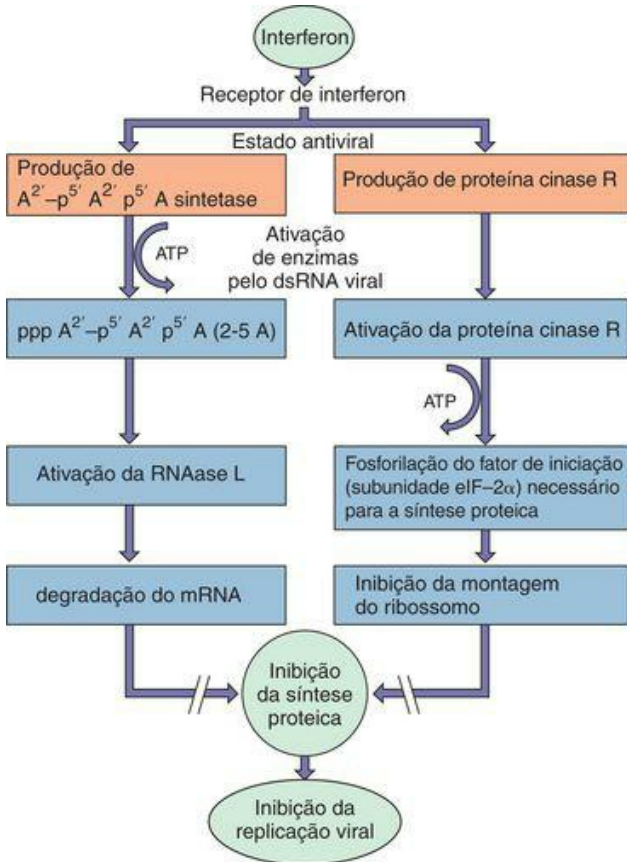 Interferon
Receptor de interferon
Estado antiviral
Produção de
A2'–p5' A2' p5' A sintetase
Produção de proteína cinase R
ATP
Ativação
de enzimas
pelo dsRNA viral
ppp A2'–p5' A2' p5' A (2-5 A)
Ativação da proteína cinase R
ATP
Ativação da RNAase L
Fosforilação do fator de iniciação
(subunidade eIF–2α) necessário
para a síntese proteica
degradação do mRNA
Inibição da montagem
do ribossomo
Inibição
da síntese
proteica
Inibição da
replicação viral